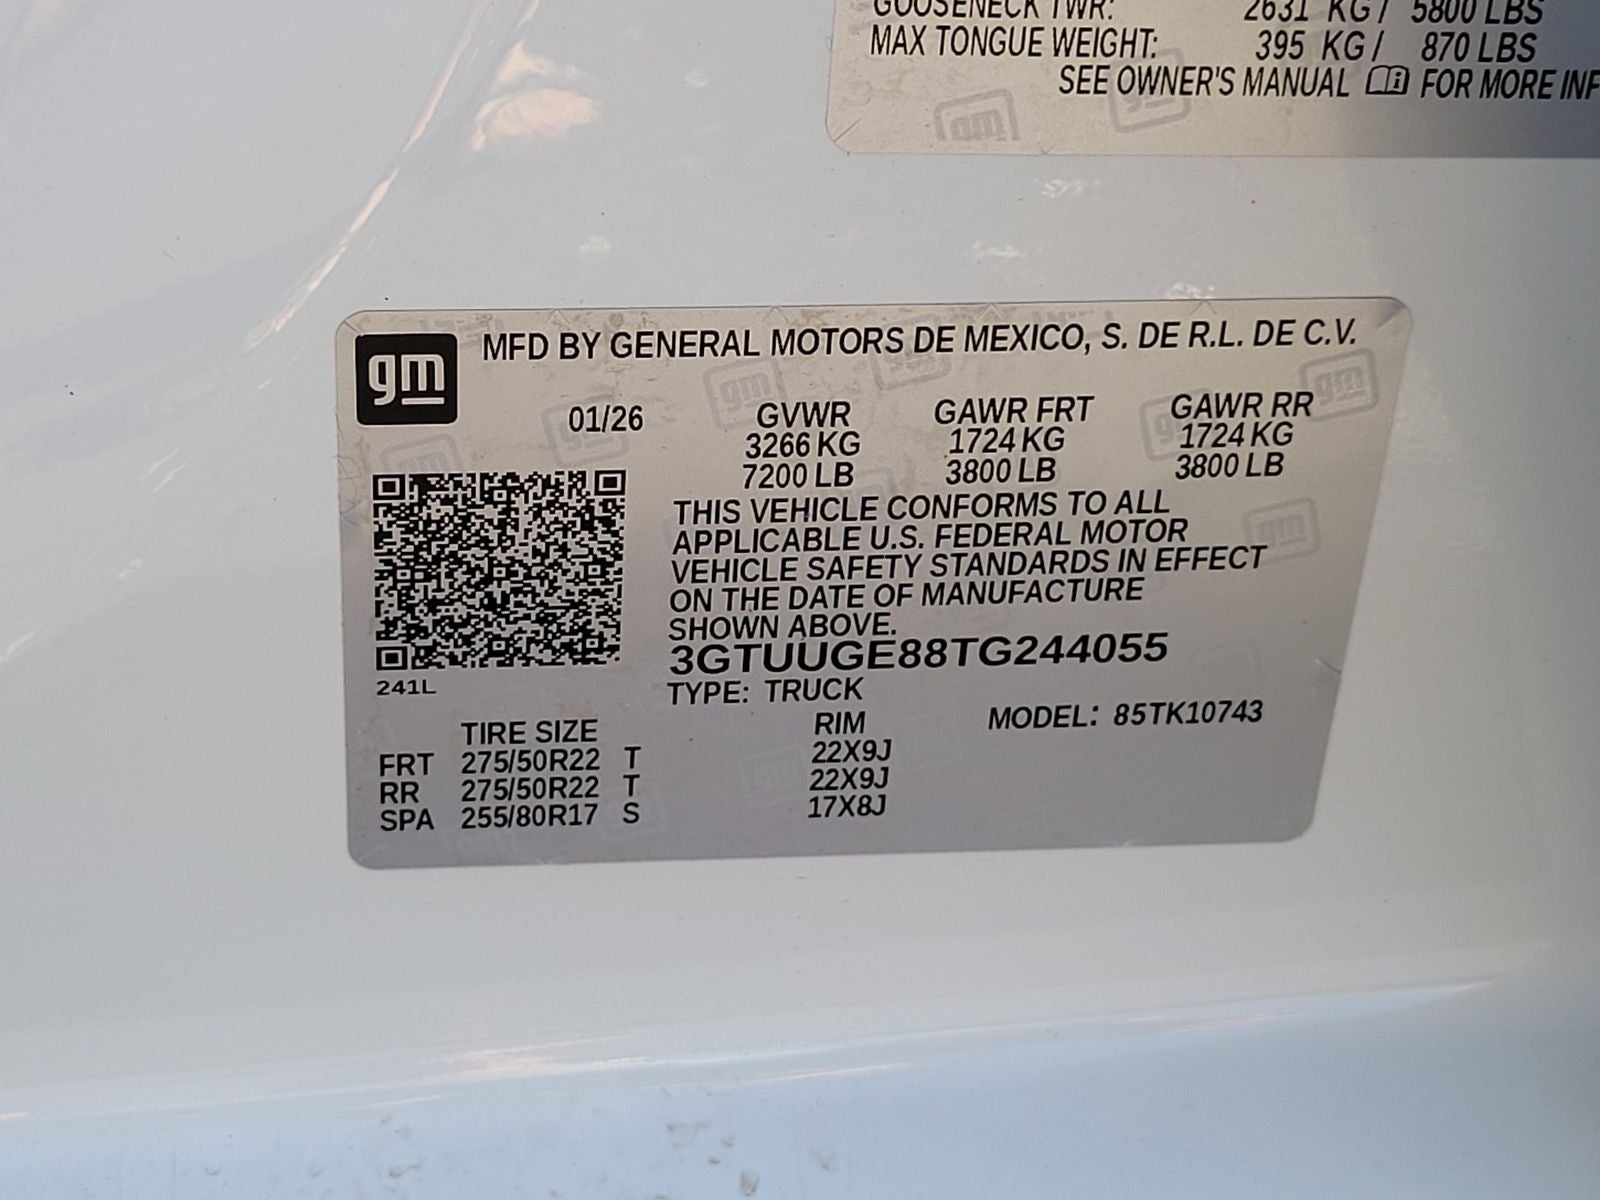 GOOSENECK TWR: 2631 KG / 5800 LBS
MAX TONGUE WEIGHT: 395 KG / 870 LBS
SEE OWNER'S MANUAL FOR MORE INF
gm
MFD BY GENERAL MOTORS DE MEXICO, S. DE R.L. DE C.V.
01/26 GVWR GAWR FRT GAWR RR
3266 KG 1724 KG 1724 KG
7200 LB 3800 LB 3800 LB
THIS VEHICLE CONFORMS TO ALL
APPLICABLE U.S. FEDERAL MOTOR
VEHICLE SAFETY STANDARDS IN EFFECT
ON THE DATE OF MANUFACTURE
SHOWN ABOVE.
3GTUUGE88TG244055
241L
TYPE: TRUCK
TIRE SIZE RIM MODEL: 85TK10743
FRT 275/50R22 T 22X9J
RR 275/50R22 T 22X9J
SPA 255/80R17 S 17X8J